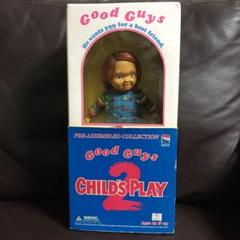 Good Guys
He wants you for a best friend.
PRE-ASSEMBLED COLLECTION
Good Guys
2
CHILD'S PLAY